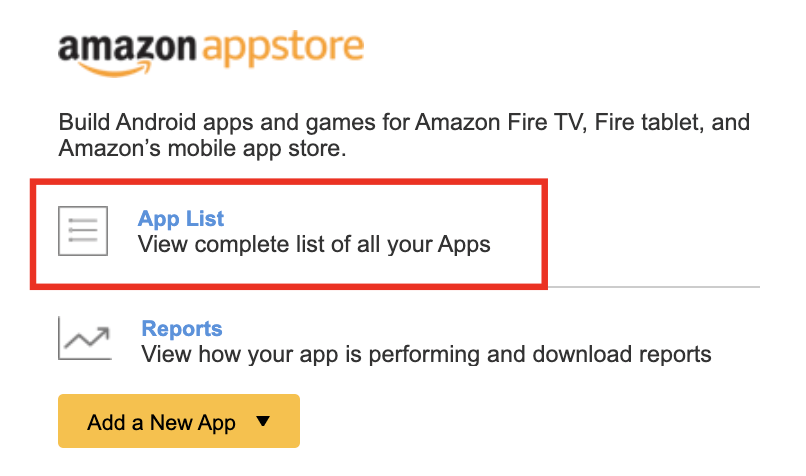 amazon appstore
Build Android apps and games for Amazon Fire TV, Fire tablet, and
Amazon’s mobile app store.
App List
View complete list of all your Apps
Reports
View how your app is performing and download reports
Add a New App